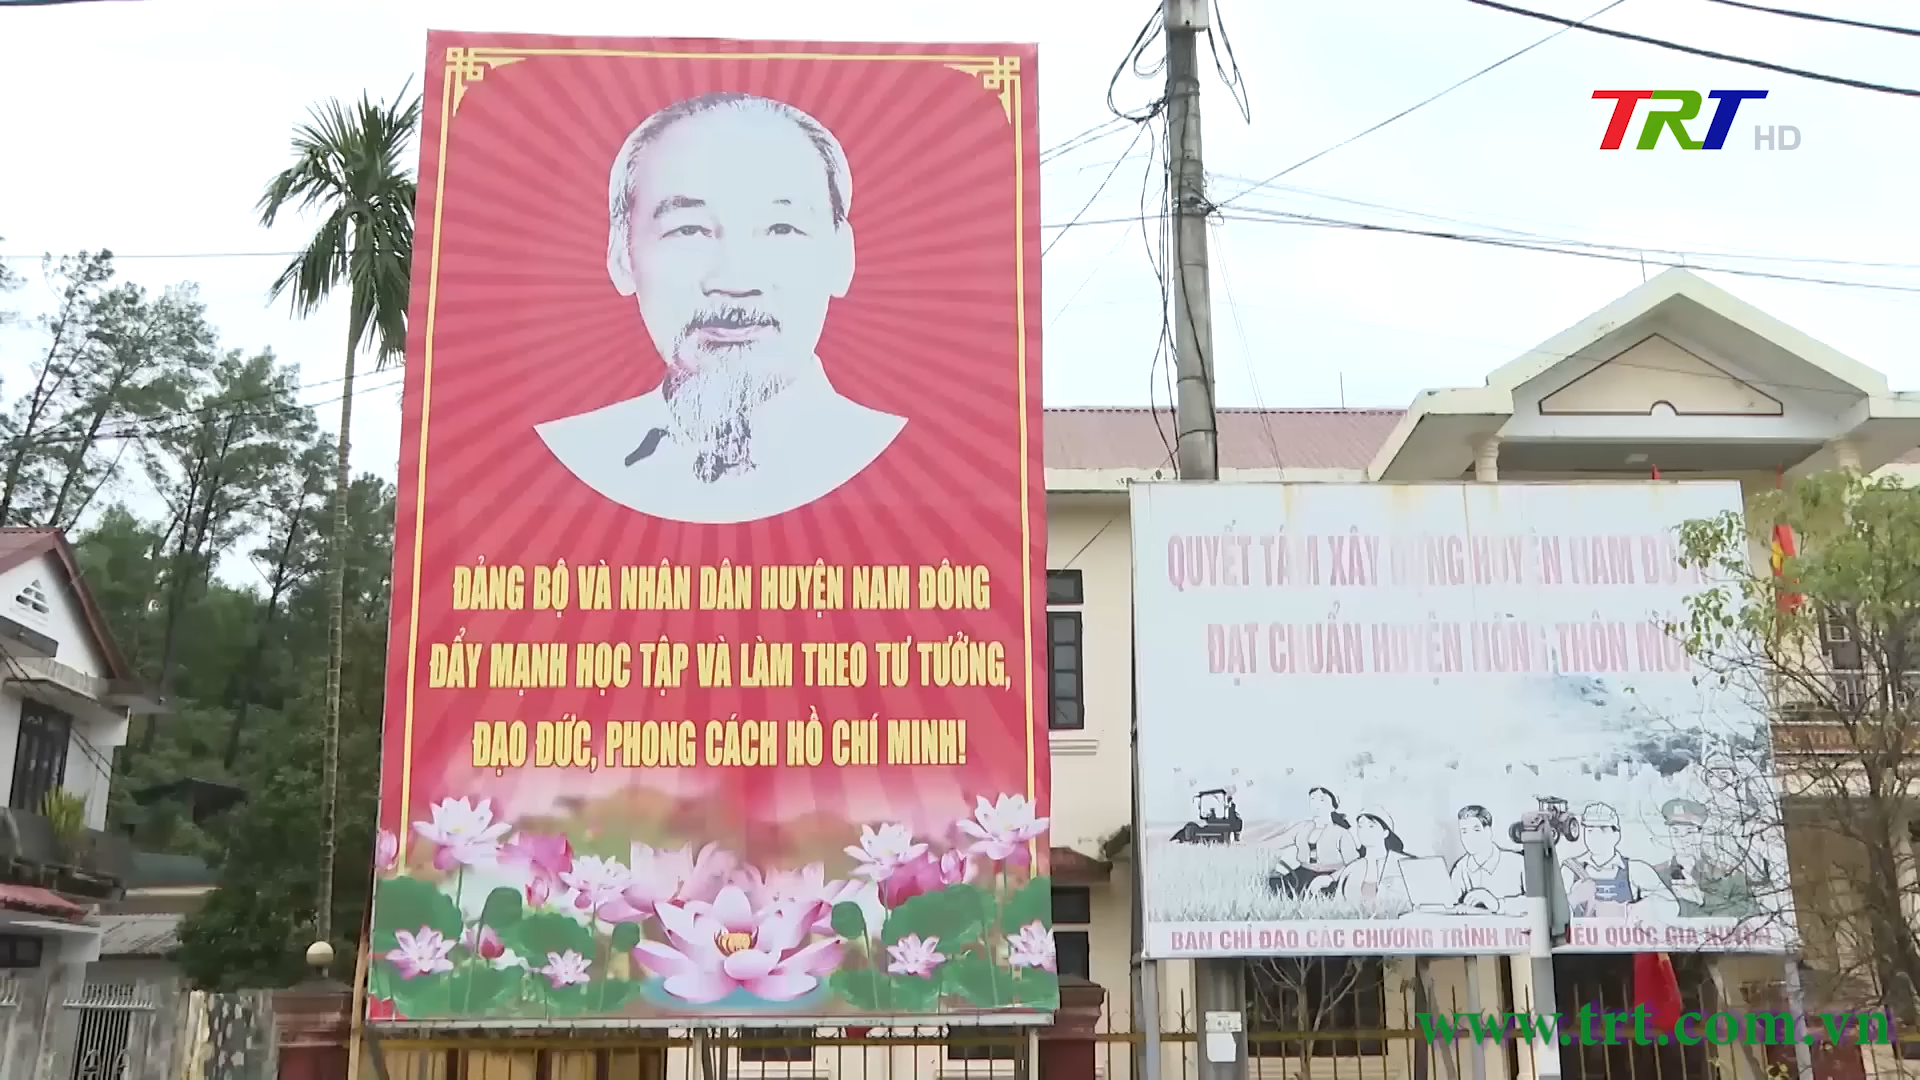 TRT HD
ĐẢNG BỘ VÀ NHÂN DÂN HUYỆN NAM ĐÔNG
ĐẨY MẠNH HỌC TẬP VÀ LÀM THEO TƯ TƯỞNG,
ĐẠO ĐỨC, PHONG CÁCH HỒ CHÍ MINH!
QUYẾT TÂM XÂY DỰNG HUYỆN NAM
ĐẠT CHUẨN HUYỆN NÔNG THÔN MỚI
BAN CHỈ ĐẠO CÁC CHƯƠNG TRÌNH QUỐC GIA
www.trt.com.vn